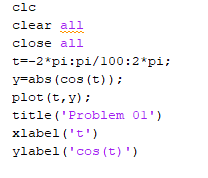 clc
clear all
close all
t=-2*pi:pi/100:2*pi;
y=abs(cos(t));
plot(t,y);
title('Problem 01')
xlabel('t')
ylabel('cos(t)')